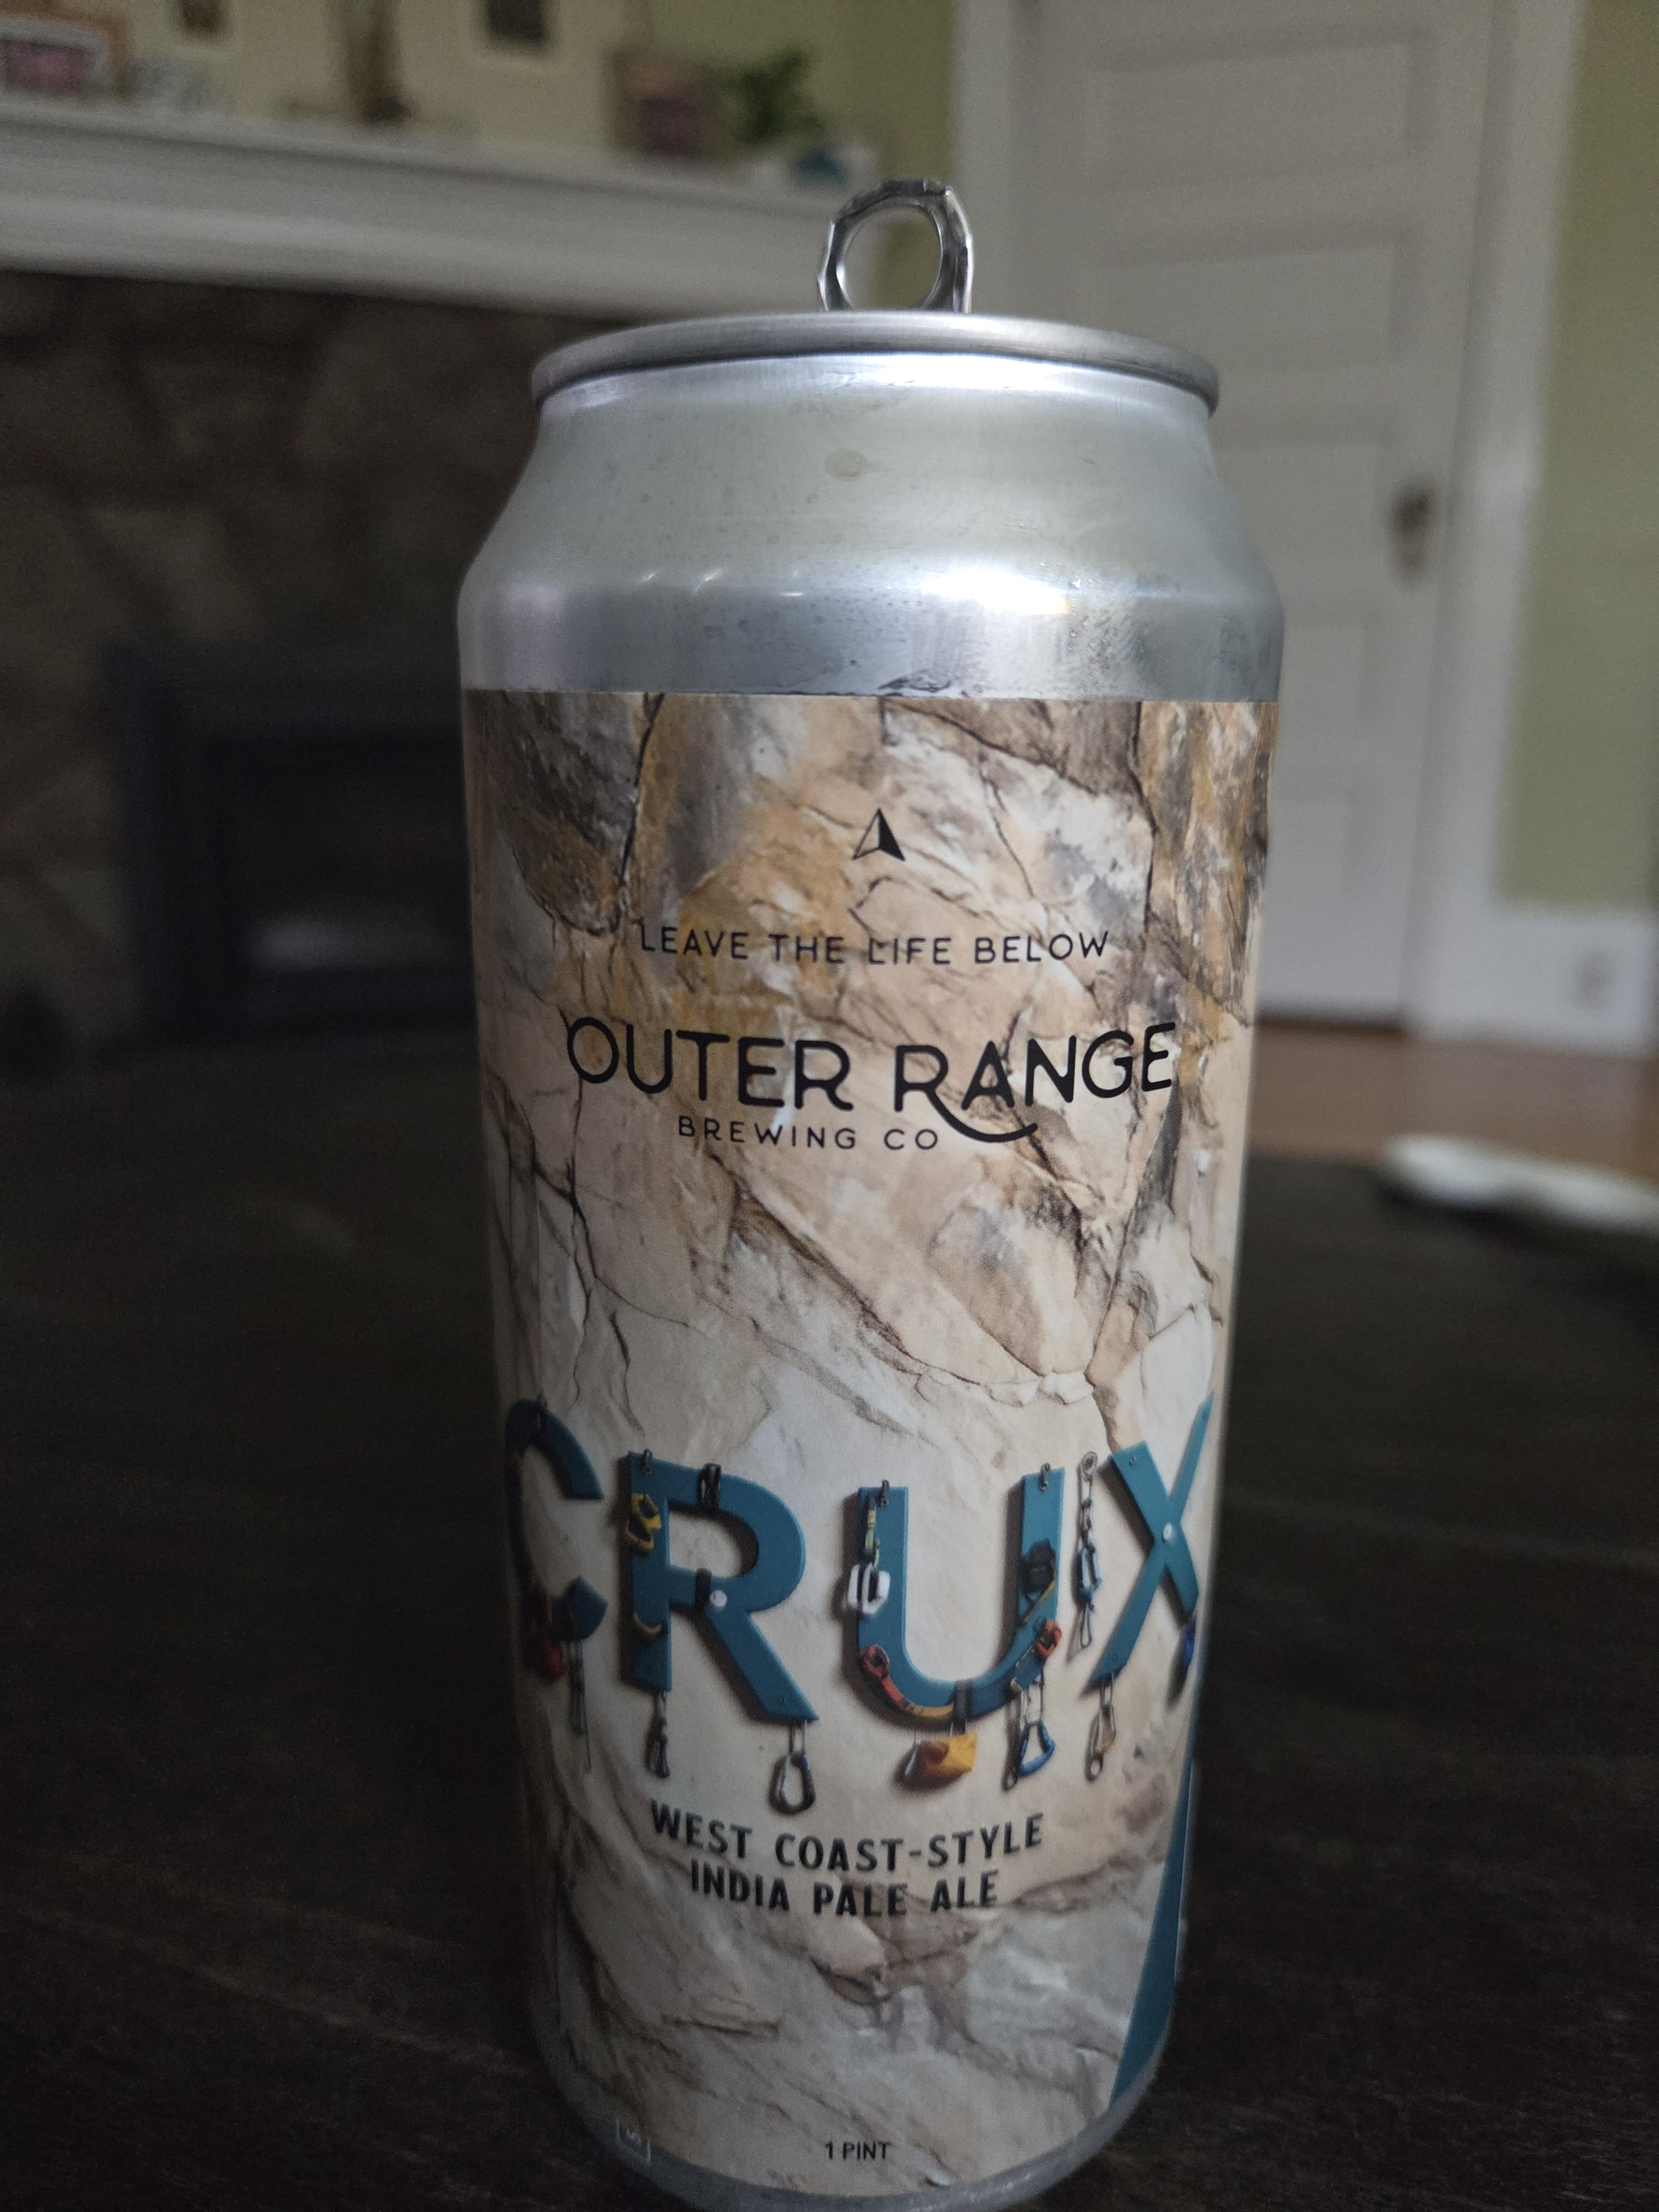 LEAVE THE LIFE BELOW
OUTER RANGE
BREWING CO
CRUX
WEST COAST-STYLE
INDIA PALE ALE
1 PINT